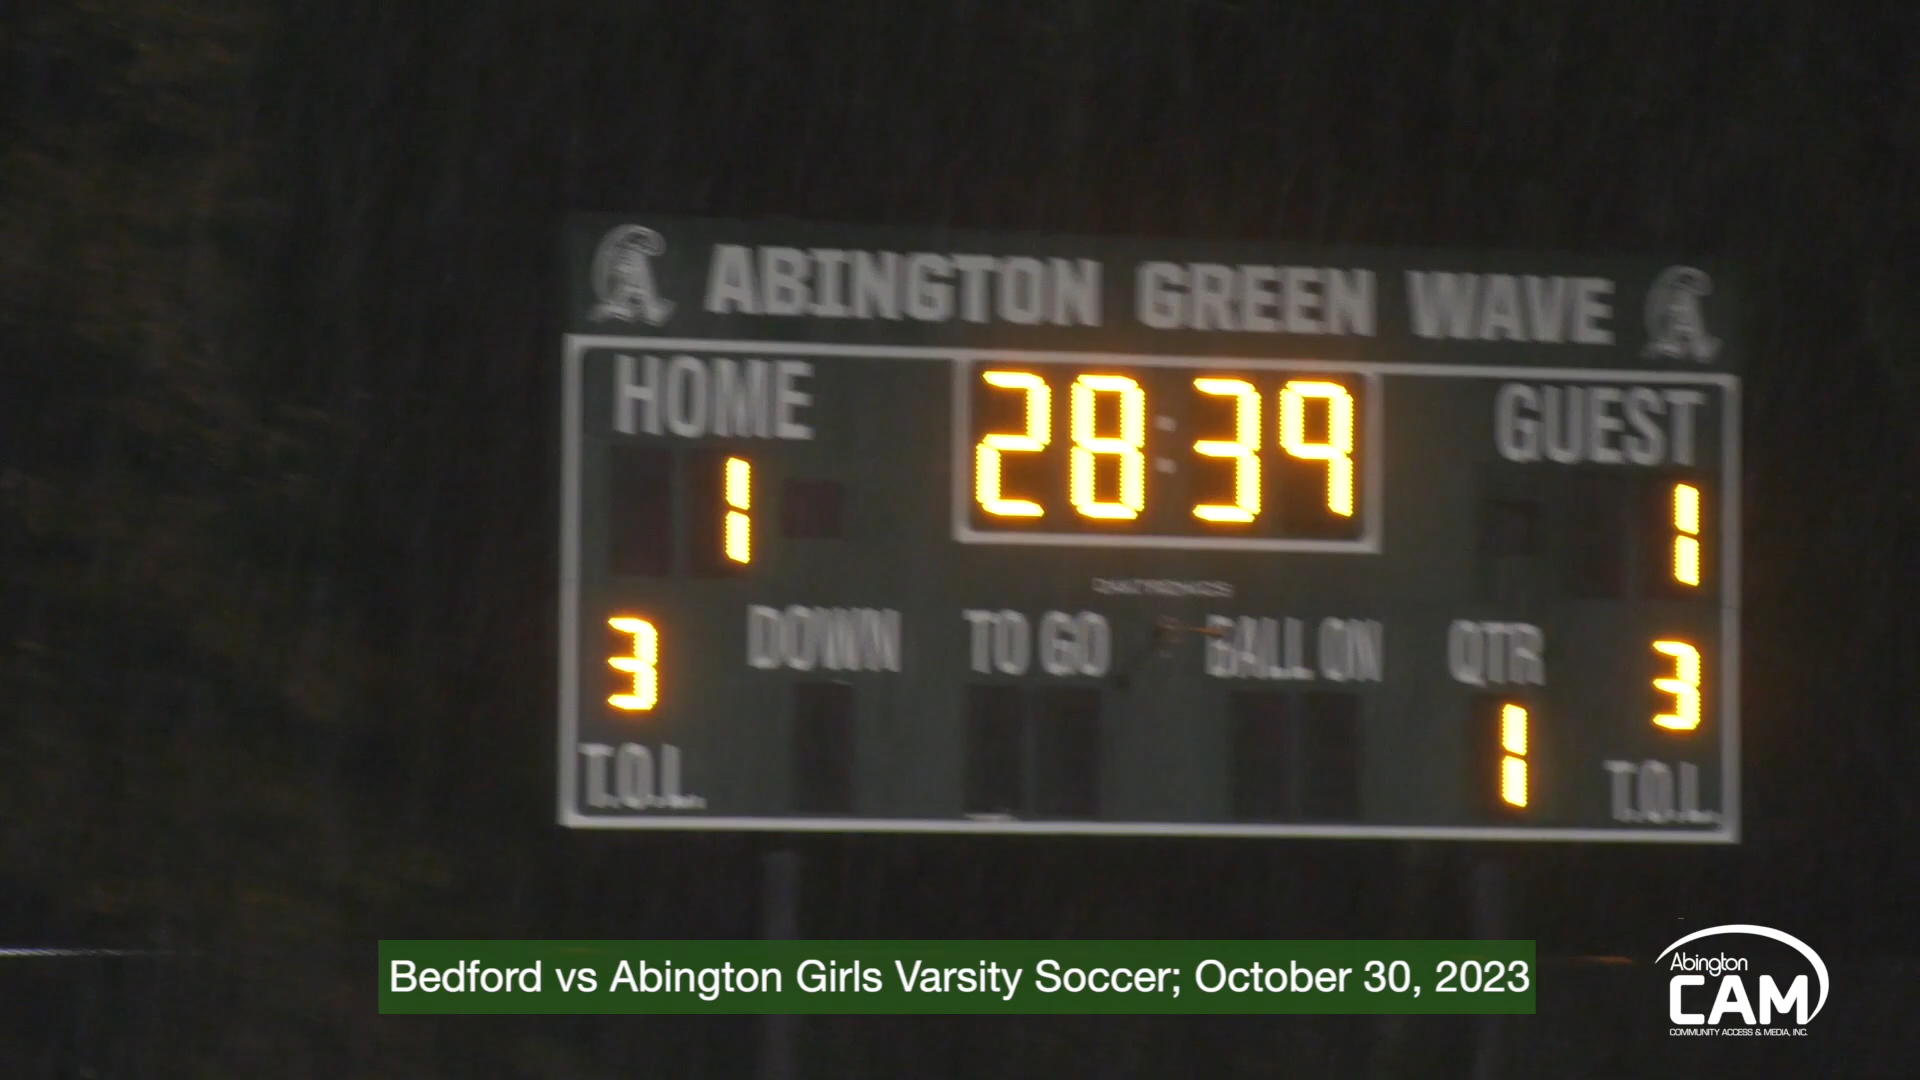 A ABINGTON GREEN WAVE A
HOME 28:39 GUEST
1 1
DAKTRONICS
3 DOWN TO GO BALL ON QTR 3
1
T.O.L. T.O.L.
Bedford vs Abington Girls Varsity Soccer; October 30, 2023
Abington
CAM
COMMUNITY ACCESS & MEDIA, INC.